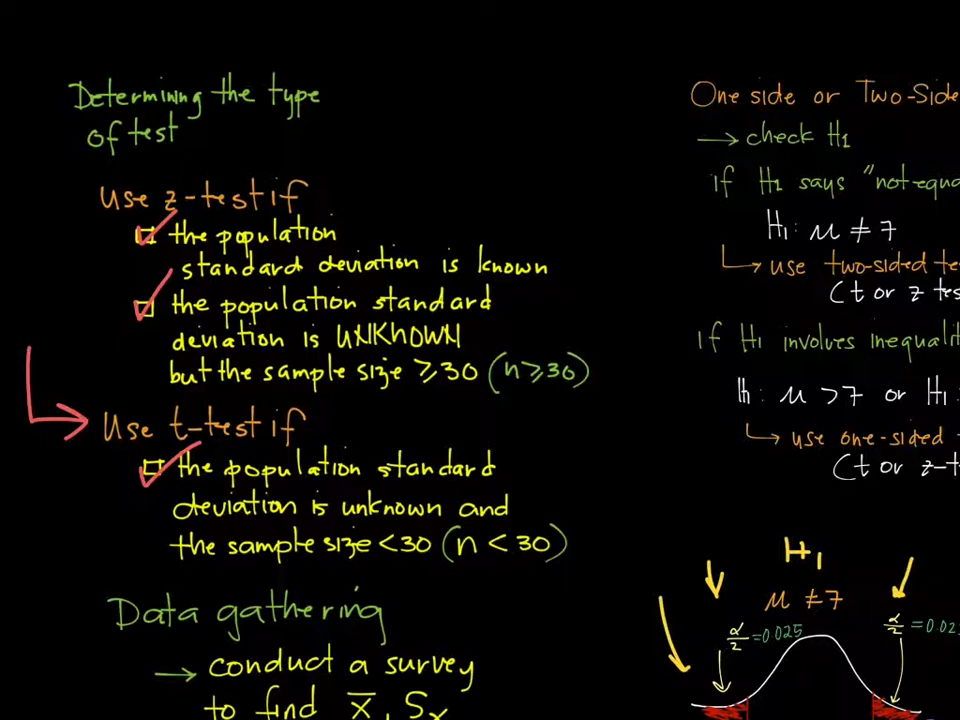 Determining the type
of test
Use z-test if
the population
standard deviation is known
the population standard
deviation is UNKNOWN
but the sample size ≥30 (n≥30)
Use t-test if
the population standard
deviation is unknown and
the sample size <30 (n < 30)
Data gathering
→ conduct a survey
to find x̅, Sx
One side or Two-Side
→ check H1
if H1 says "not-equa
H1: μ ≠ 7
→ use two-sided te
(t or z tes
if H1 involves inequali
H: μ >7 or H1:
→ use one-sided
(t or z-t
H1
μ ≠7
α/2 =0.025
α/2 =0.02